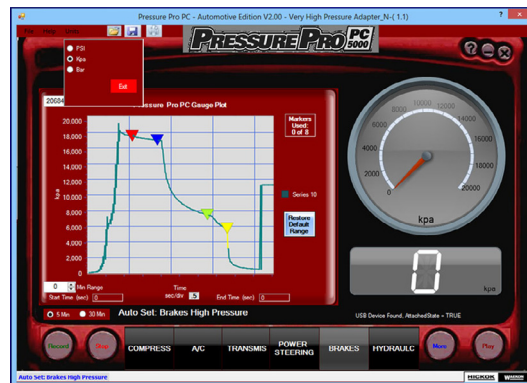 Pressure Pro PC - Automotive Edition V2.00 - Very High Pressure Adapter_N-( 1.1)
File Help Units
PRESSURE PRO PC 5000
? - X
PSI
Kpa
Bar
Exit
Pressure Pro PC Gauge Plot
Markers
Used:
0 of 8
20.000
18,000
16,000
14,000
12,000
10,000
8,000
6,000
4,000
2,000
0
kpa
Series 10
Restore
Default
Range
0 Min Range
Time
sec/div .5
Start Time (sec) 0
End Time (sec) 0
5 Min 30 Min
Auto Set: Brakes High Pressure
0 2000 4000 6000 8000 10000 12000 14000 16000 18000 20000
kpa
0
kpa
USB Device Found, AttachedState = TRUE
Record Stop COMPRESS A/C TRANSMIS POWER STEERING BRAKES HYDRAULC More Play
Auto Set: Brakes High Pressure
HICKOK WAEKON